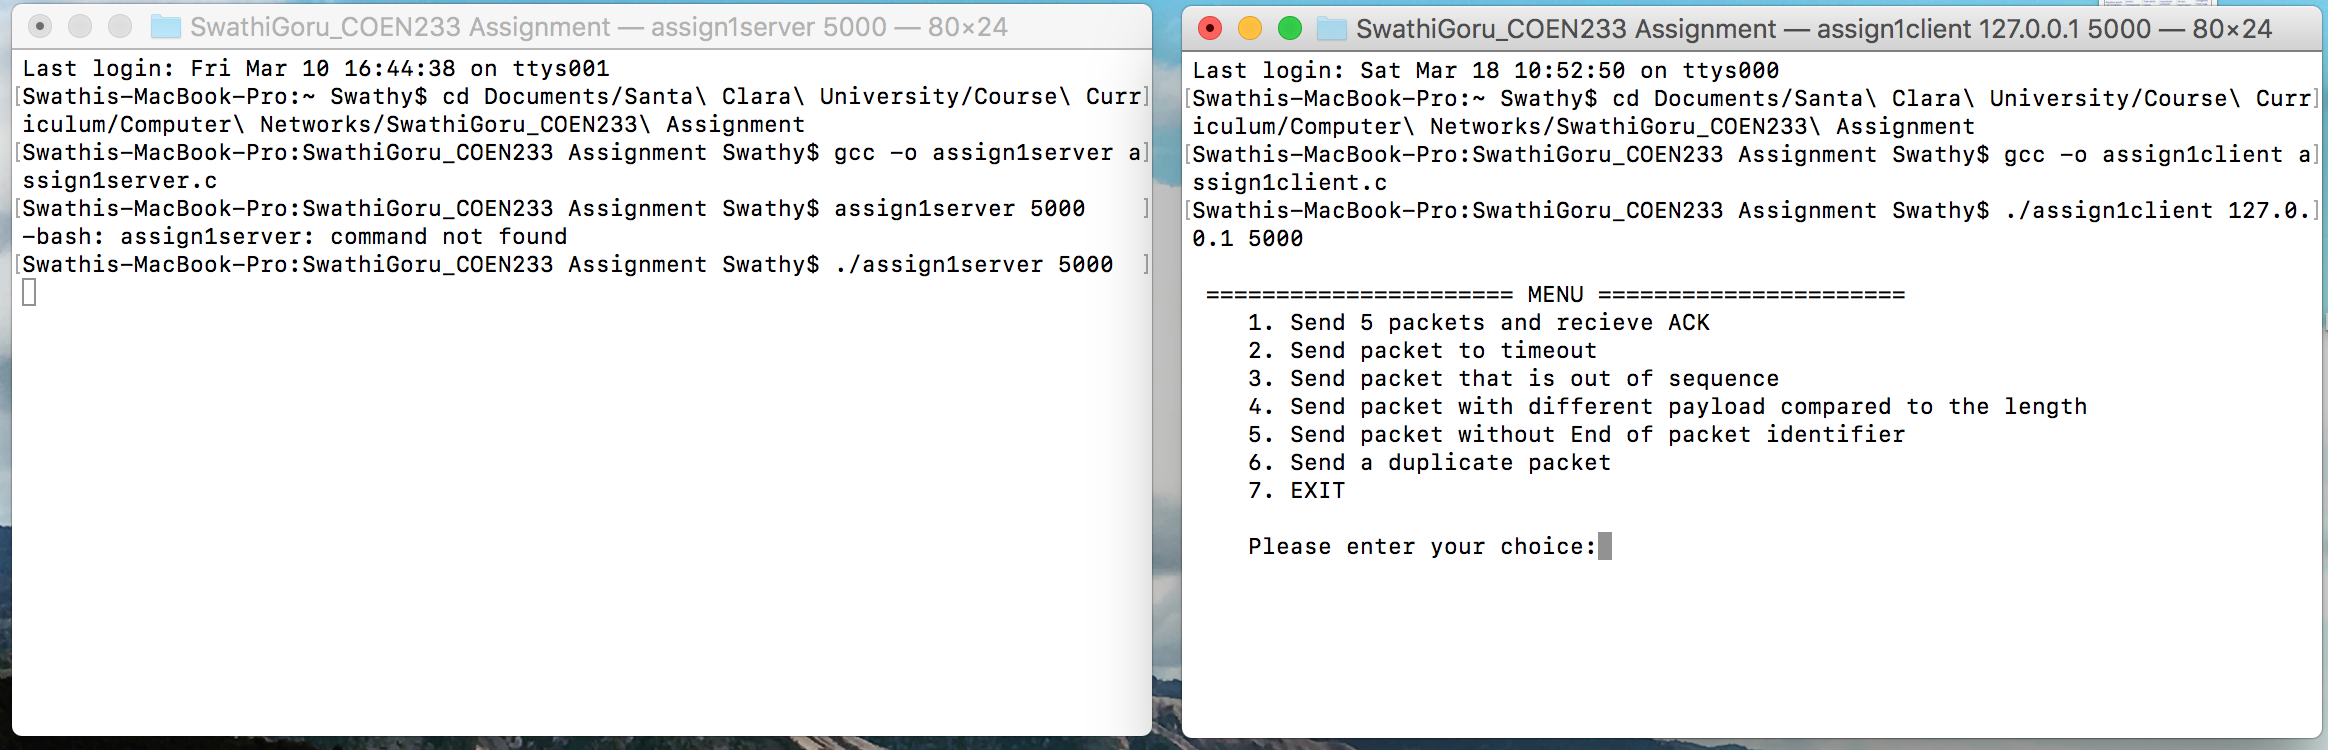 SwathiGoru_COEN233 Assignment — assign1server 5000 — 80×24
Last login: Fri Mar 10 16:44:38 on ttys001
[Swathis-MacBook-Pro:~ Swathy$ cd Documents/Santa\ Clara\ University/Course\ Curr]
iculum/Computer\ Networks/SwathiGoru_COEN233\ Assignment
[Swathis-MacBook-Pro:SwathiGoru_COEN233 Assignment Swathy$ gcc -o assign1server a]
ssign1server.c
[Swathis-MacBook-Pro:SwathiGoru_COEN233 Assignment Swathy$ assign1server 5000 ]
-bash: assign1server: command not found
[Swathis-MacBook-Pro:SwathiGoru_COEN233 Assignment Swathy$ ./assign1server 5000 ]
SwathiGoru_COEN233 Assignment — assign1client 127.0.0.1 5000 — 80×24
Last login: Sat Mar 18 10:52:50 on ttys000
[Swathis-MacBook-Pro:~ Swathy$ cd Documents/Santa\ Clara\ University/Course\ Curr]
iculum/Computer\ Networks/SwathiGoru_COEN233\ Assignment
[Swathis-MacBook-Pro:SwathiGoru_COEN233 Assignment Swathy$ gcc -o assign1client a]
ssign1client.c
[Swathis-MacBook-Pro:SwathiGoru_COEN233 Assignment Swathy$ ./assign1client 127.0.]
0.1 5000
====================== MENU ======================
1. Send 5 packets and recieve ACK
2. Send packet to timeout
3. Send packet that is out of sequence
4. Send packet with different payload compared to the length
5. Send packet without End of packet identifier
6. Send a duplicate packet
7. EXIT
Please enter your choice: